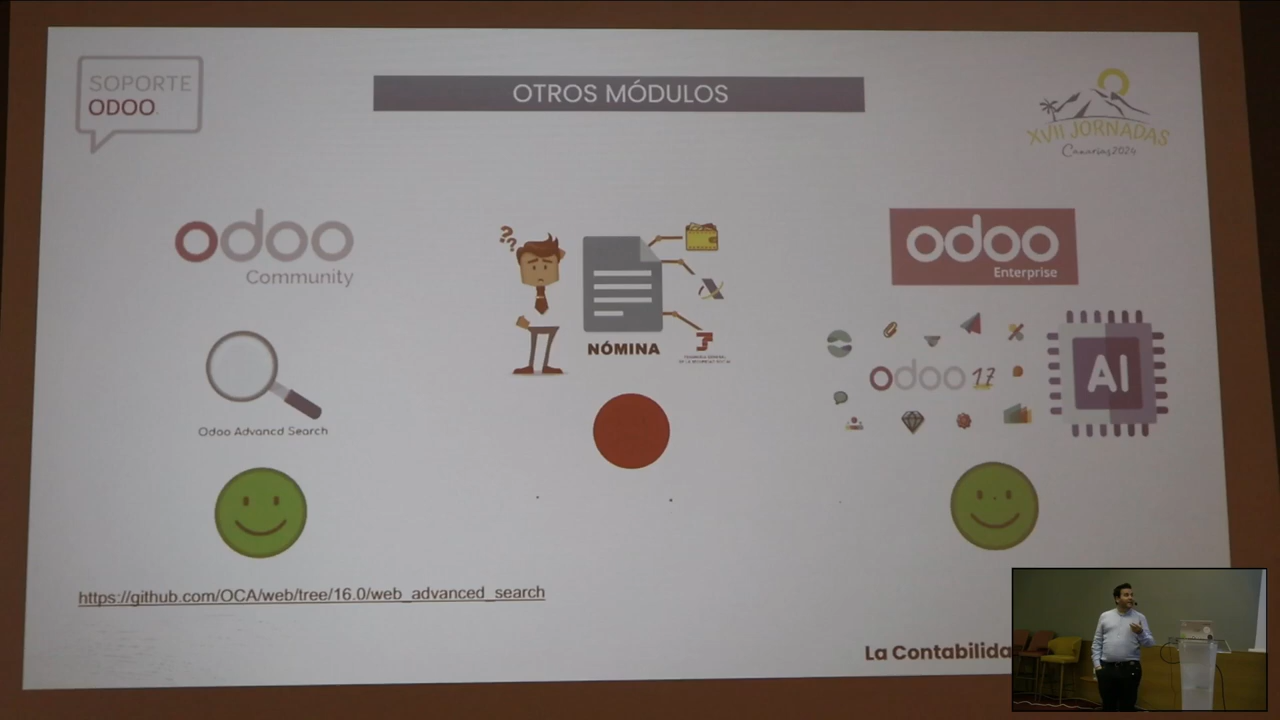 SOPORTE
ODOO.
OTROS MÓDULOS
XVII JORNADAS
Canarias2024
odoo
Community
??
NÓMINA
odoo
Enterprise
odoo 17
AI
Odoo Advancd Search
https://github.com/OCA/web/tree/16.0/web_advanced_search
La Contabilida